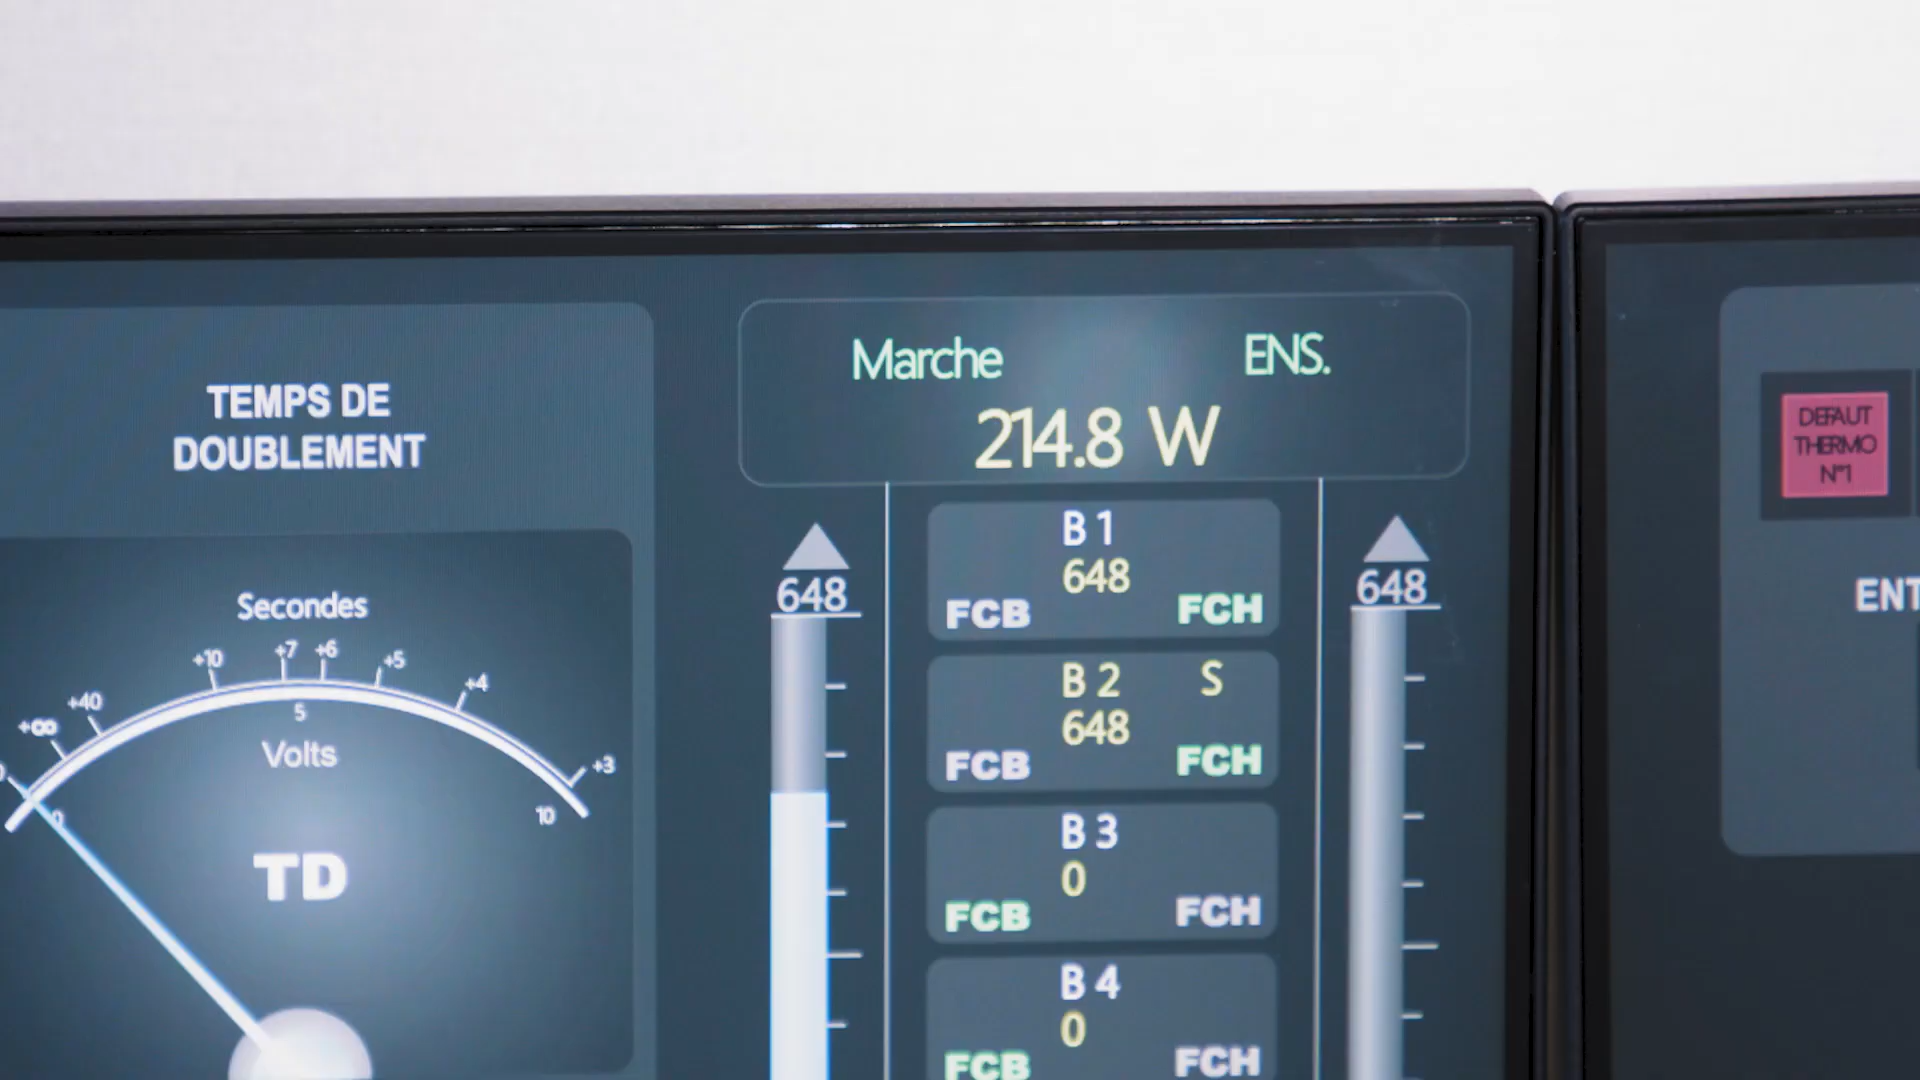 TEMPS DE
DOUBLEMENT
Secondes
+∞ +40 +10 +7 +6 +5 +4 +3
0 5 10
Volts
TD
Marche ENS.
214.8 W
648
B 1
648
FCB FCH
B 2 S
648
FCB FCH
B 3
0
FCB FCH
B 4
0
FCB FCH
648
DEFAUT
THERMO
N°1